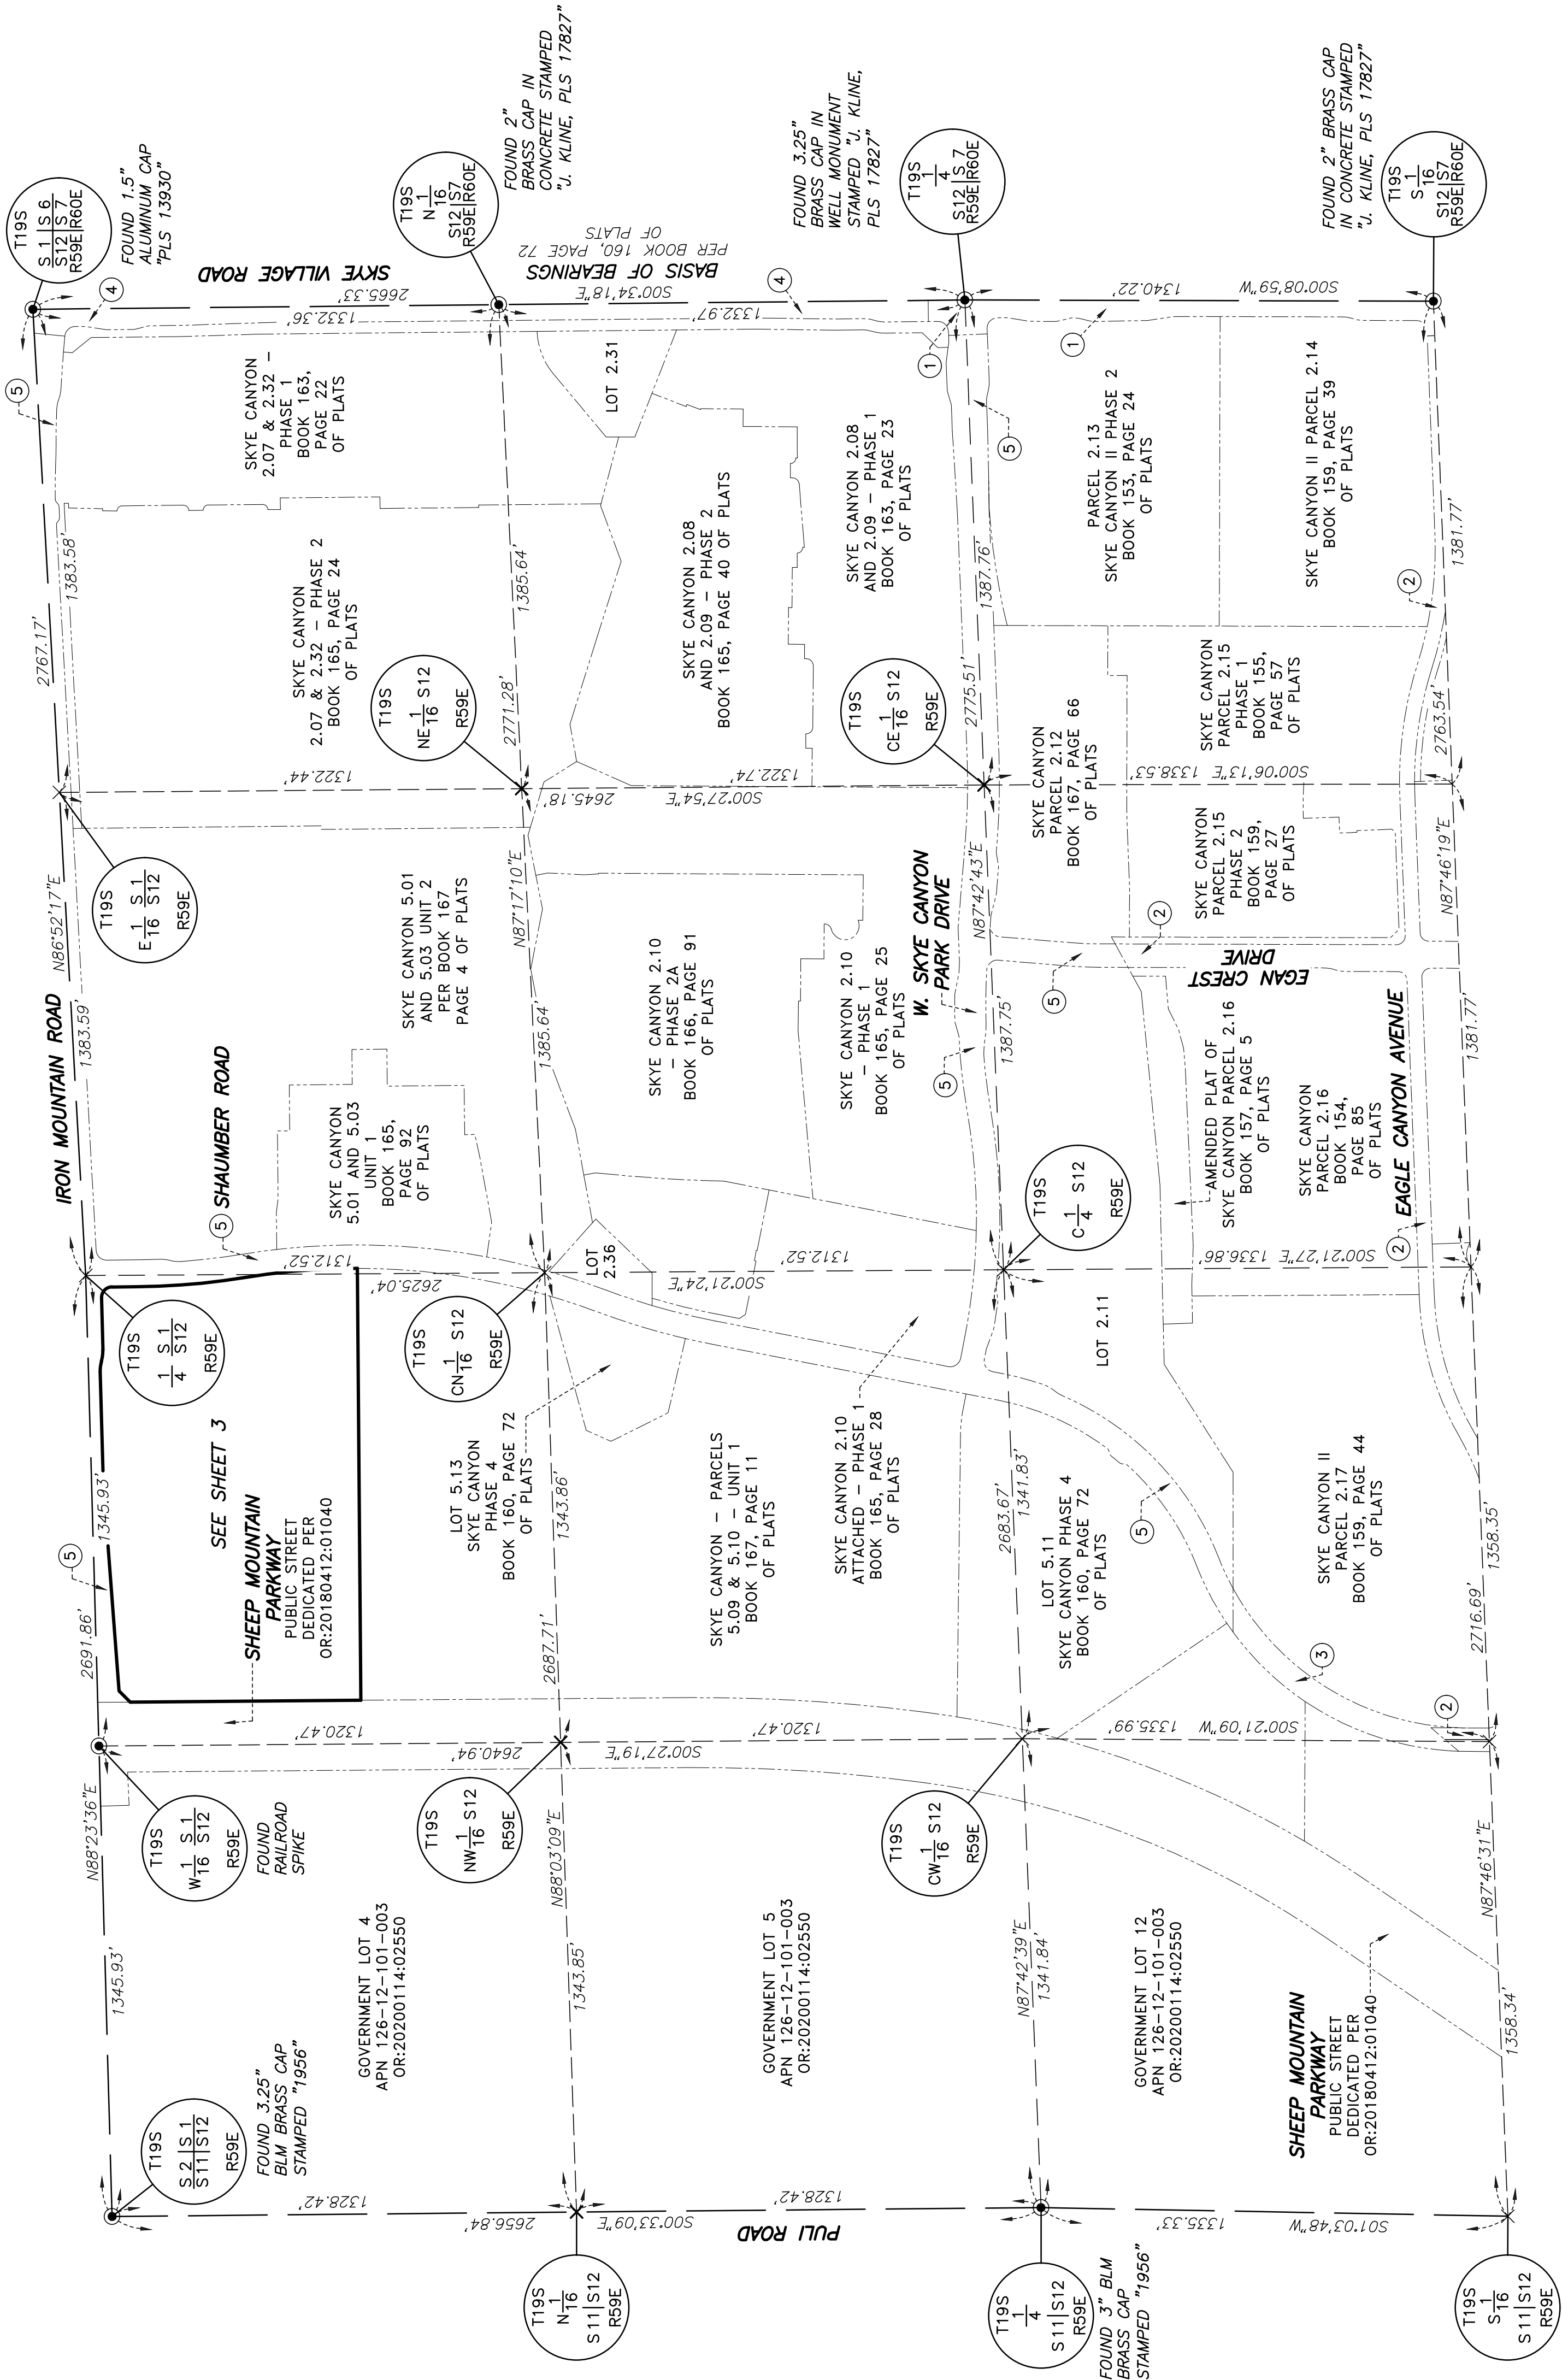 T19S
S 2 | S 1
S11 | S12
R59E
FOUND 3.25"
BLM BRASS CAP
STAMPED "1956"
N88°23'36"E
1345.93'
2691.86'
1345.93'
T19S
W 1/16 S 1
S12
R59E
FOUND
RAILROAD
SPIKE
5
IRON MOUNTAIN ROAD
T19S
1/4 S 1
S12
R59E
N86°52'17"E
1383.59'
2767.17'
1383.58'
T19S
E 1/16 S 1
S12
R59E
5
T19S
S 1 | S 6
S12 | S 7
R59E|R60E
FOUND 1.5"
ALUMINUM CAP
"PLS 13930"
4
1328.42'
2656.84'
S00°33'09"E
1328.42'
PULI ROAD
GOVERNMENT LOT 4
APN 126-12-101-003
OR:20200114:02550
1320.47'
2640.94'
S00°27'19"E
1320.47'
SHEEP MOUNTAIN
PARKWAY
PUBLIC STREET
DEDICATED PER
OR:20180412:01040
SEE SHEET 3
5
SHAUMBER ROAD
1312.52'
2625.04'
S00°21'24"E
1312.52'
SKYE CANYON
5.01 AND 5.03
UNIT 1
BOOK 165,
PAGE 92
OF PLATS
SKYE CANYON 5.01
AND 5.03 UNIT 2
PER BOOK 167
PAGE 4 OF PLATS
1322.44'
2645.18'
S00°27'54"E
1322.74'
SKYE CANYON
2.07 & 2.32 - PHASE 2
BOOK 165, PAGE 24
OF PLATS
SKYE CANYON
2.07 & 2.32 -
PHASE 1
BOOK 163,
PAGE 22
OF PLATS
SKYE VILLAGE ROAD
1332.36'
2665.33'
S00°34'18"E
1332.97'
BASIS OF BEARINGS
PER BOOK 160, PAGE 72
OF PLATS
4
T19S
N 1/16
S11|S12
R59E
N88°03'09"E
1343.85'
2687.71'
1343.86'
T19S
NW 1/16 S12
R59E
LOT 5.13
SKYE CANYON
PHASE 4
BOOK 160, PAGE 72
OF PLATS
T19S
CN 1/16 S12
R59E
LOT
2.36
N87°17'10"E
1385.64'
2771.28'
1385.64'
T19S
NE 1/16 S12
R59E
LOT 2.31
T19S
N 1/16
S12|S7
R59E|R60E
FOUND 2"
BRASS CAP IN
CONCRETE STAMPED
"J. KLINE, PLS 17827"
GOVERNMENT LOT 5
APN 126-12-101-003
OR:20200114:02550
SKYE CANYON - PARCELS
5.09 & 5.10 - UNIT 1
BOOK 167, PAGE 11
OF PLATS
SKYE CANYON 2.10
ATTACHED - PHASE 1
BOOK 165, PAGE 28
OF PLATS
SKYE CANYON 2.10
- PHASE 2A
BOOK 166, PAGE 91
OF PLATS
SKYE CANYON 2.10
- PHASE 1
BOOK 165, PAGE 25
OF PLATS
SKYE CANYON 2.08
AND 2.09 - PHASE 2
BOOK 165, PAGE 40 OF PLATS
SKYE CANYON 2.08
AND 2.09 - PHASE 1
BOOK 163, PAGE 23
OF PLATS
T19S
1/4
S11|S12
R59E
FOUND 3" BLM
BRASS CAP
STAMPED "1956"
N87°42'39"E
1341.84'
2683.67'
1341.83'
T19S
CW 1/16 S12
R59E
5
W. SKYE CANYON
PARK DRIVE
N87°42'43"E
1387.75'
2775.51'
1387.76'
T19S
C 1/4 S12
R59E
T19S
CE 1/16 S12
R59E
5
1
T19S
1/4
S12|S 7
R59E|R60E
FOUND 3.25"
BRASS CAP IN
WELL MONUMENT
STAMPED "J. KLINE,
PLS 17827"
S01°03'48"W
1335.33'
GOVERNMENT LOT 12
APN 126-12-101-003
OR:20200114:02550
SHEEP MOUNTAIN
PARKWAY
PUBLIC STREET
DEDICATED PER
OR:20180412:01040
S00°21'09"W
1335.99'
LOT 5.11
SKYE CANYON PHASE 4
BOOK 160, PAGE 72
OF PLATS
5
LOT 2.11
SKYE CANYON II
PARCEL 2.17
BOOK 159, PAGE 44
OF PLATS
3
2
S00°21'27"E 1336.86'
AMENDED PLAT OF
SKYE CANYON PARCEL 2.16
BOOK 157, PAGE 5
OF PLATS
SKYE CANYON
PARCEL 2.16
BOOK 154,
PAGE 85
OF PLATS
EAGLE CANYON AVENUE
2
5
2
EGAN CREST
DRIVE
SKYE CANYON
PARCEL 2.12
BOOK 167, PAGE 66
OF PLATS
SKYE CANYON
PARCEL 2.15
PHASE 2
BOOK 159,
PAGE 27
OF PLATS
S00°06'13"E 1338.53'
SKYE CANYON
PARCEL 2.15
PHASE 1
BOOK 155,
PAGE 57
OF PLATS
PARCEL 2.13
SKYE CANYON II PHASE 2
BOOK 153, PAGE 24
OF PLATS
SKYE CANYON II PARCEL 2.14
BOOK 159, PAGE 39
OF PLATS
2
1
S00°08'59"W 1340.22'
T19S
S 1/16
S11|S12
R59E
1358.34'
N87°46'31"E
2716.69'
1358.35'
1381.77'
N87°46'19"E
2763.54'
1381.77'
T19S
S 1/16
S12|S7
R59E|R60E
FOUND 2" BRASS CAP
IN CONCRETE STAMPED
"J. KLINE, PLS 17827"